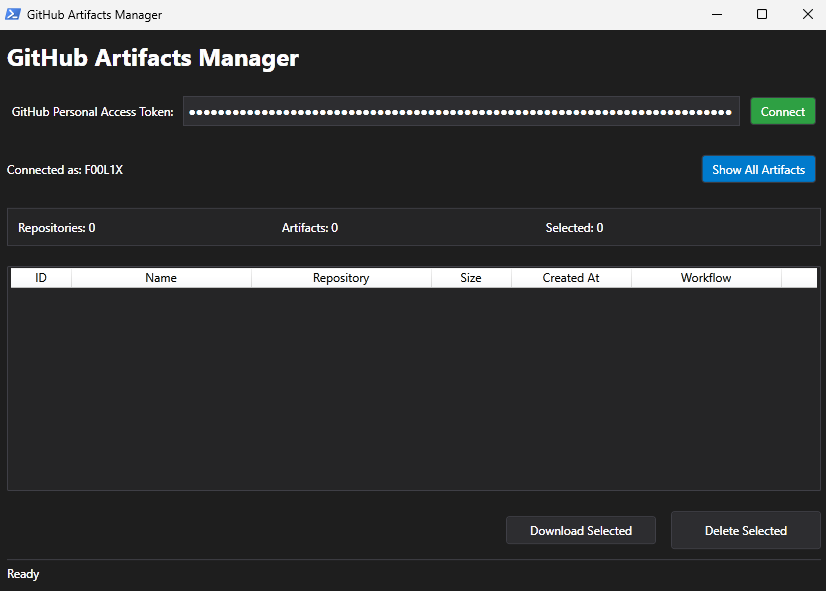 GitHub Artifacts Manager
GitHub Artifacts Manager
GitHub Personal Access Token: Connect
Connected as: F00L1X Show All Artifacts
Repositories: 0 Artifacts: 0 Selected: 0
ID Name Repository Size Created At Workflow
Download Selected Delete Selected
Ready